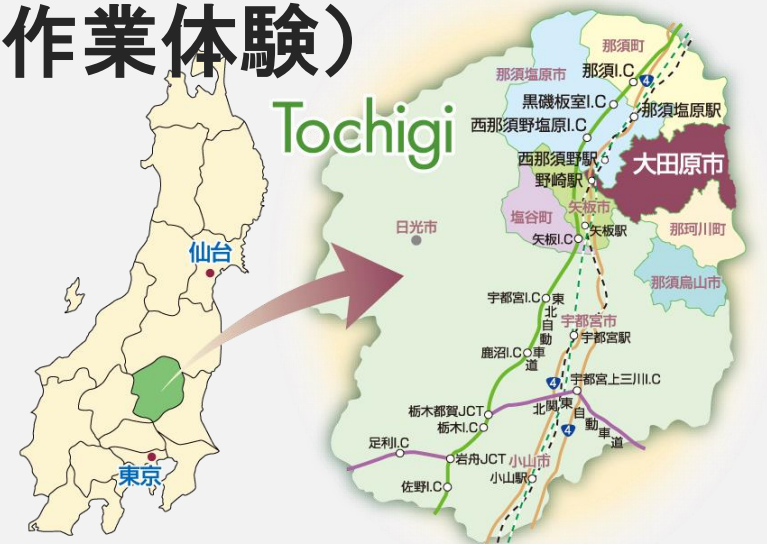 作業体験）
Tochigi
仙台
東京
那須町
那須塩原市
那須I.C
4
黒磯板室I.C
那須塩原駅
西那須野塩原I.C
西那須野駅
大田原市
野崎駅
矢板市
塩谷町
矢板駅
那珂川町
日光市
矢板I.C
那須烏山市
宇都宮I.C
東北自動車道
宇都宮市
宇都宮駅
鹿沼I.C
4
宇都宮上三川I.C
栃木都賀JCT
北関東自動車道
栃木I.C
4
足利I.C
岩舟JCT
小山市
佐野I.C
小山駅